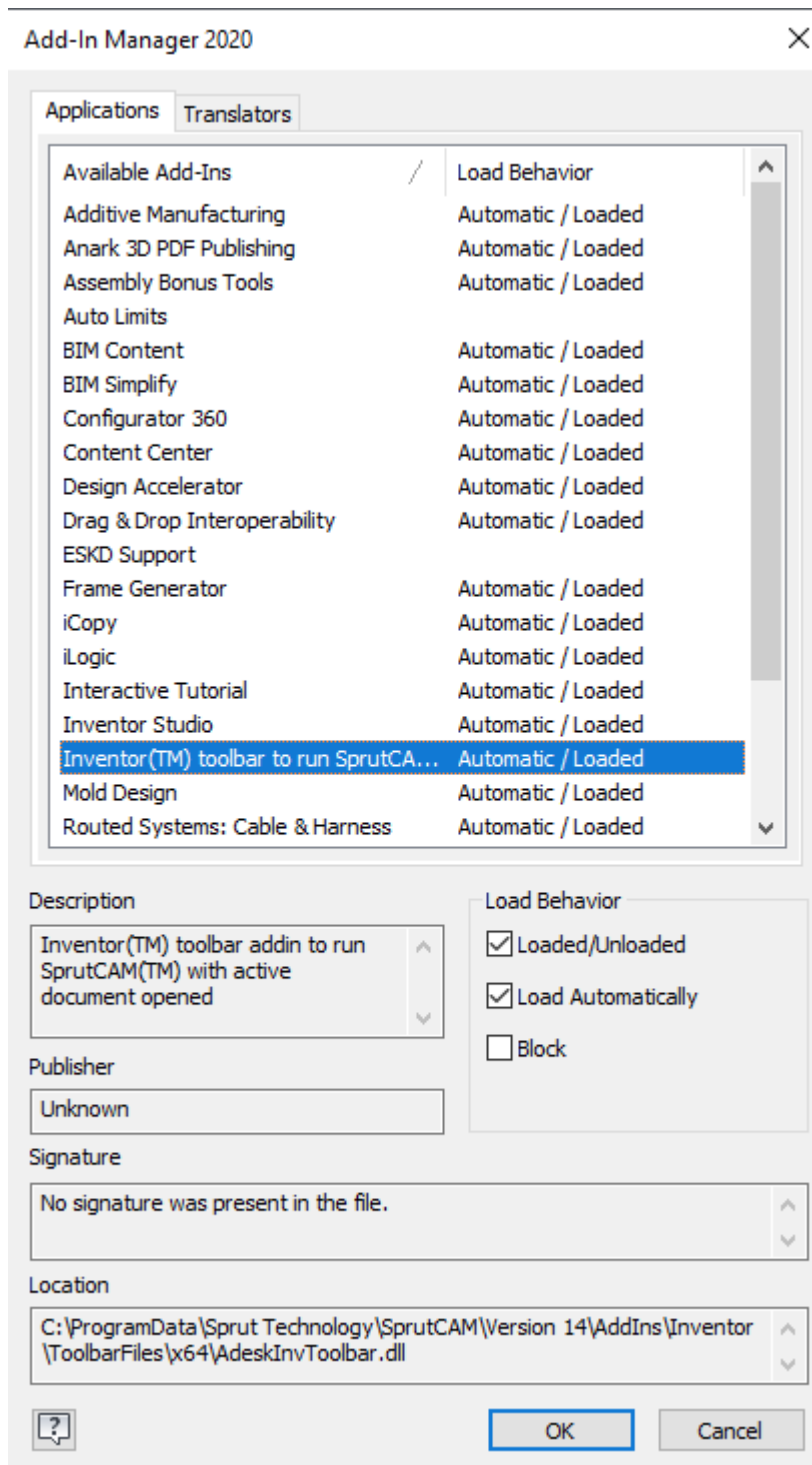 Add-In Manager 2020
Applications Translators
Available Add-Ins Load Behavior
Additive Manufacturing Automatic / Loaded
Anark 3D PDF Publishing Automatic / Loaded
Assembly Bonus Tools Automatic / Loaded
Auto Limits
BIM Content Automatic / Loaded
BIM Simplify Automatic / Loaded
Configurator 360 Automatic / Loaded
Content Center Automatic / Loaded
Design Accelerator Automatic / Loaded
Drag & Drop Interoperability Automatic / Loaded
ESKD Support
Frame Generator Automatic / Loaded
iCopy Automatic / Loaded
iLogic Automatic / Loaded
Interactive Tutorial Automatic / Loaded
Inventor Studio Automatic / Loaded
Inventor(TM) toolbar to run SprutCA... Automatic / Loaded
Mold Design Automatic / Loaded
Routed Systems: Cable & Harness Automatic / Loaded
Description
Inventor(TM) toolbar addin to run
SprutCAM(TM) with active
document opened
Load Behavior
Loaded/Unloaded
Load Automatically
Block
Publisher
Unknown
Signature
No signature was present in the file.
Location
C:\ProgramData\Sprut Technology\SprutCAM\Version 14\AddIns\Inventor
\ToolbarFiles\x64\AdeskInvToolbar.dll
?
OK Cancel